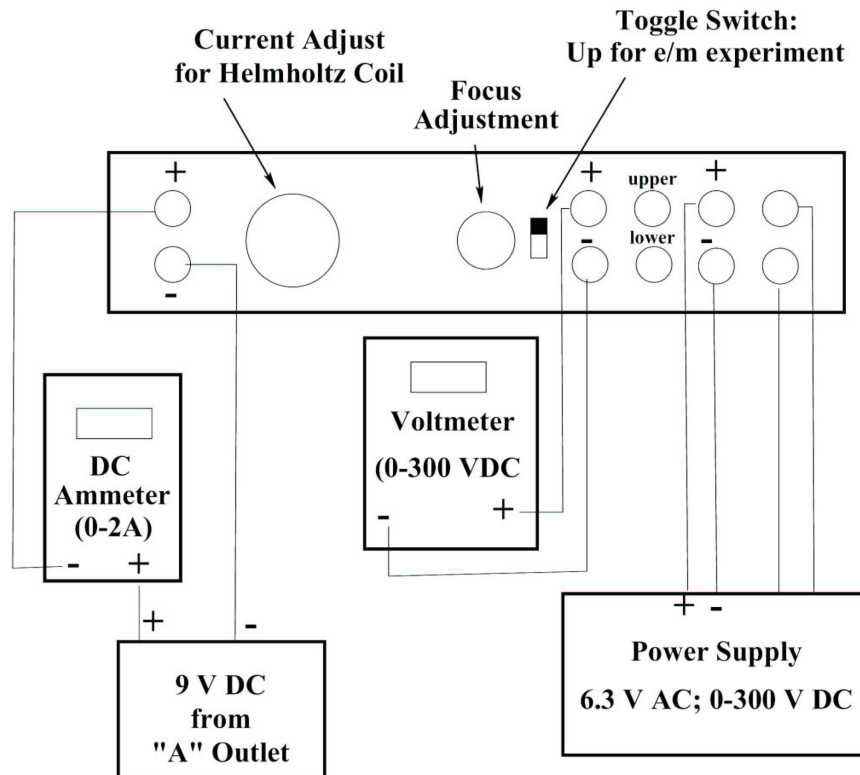 Toggle Switch:
Up for e/m experiment
Current Adjust
for Helmholtz Coil
Focus
Adjustment
+
-
+
-
upper
lower
+
-
DC
Ammeter
(0-2A)
- +
Voltmeter
(0-300 VDC
- +
+ -
9 V DC
from
"A" Outlet
+ -
Power Supply
6.3 V AC; 0-300 V DC